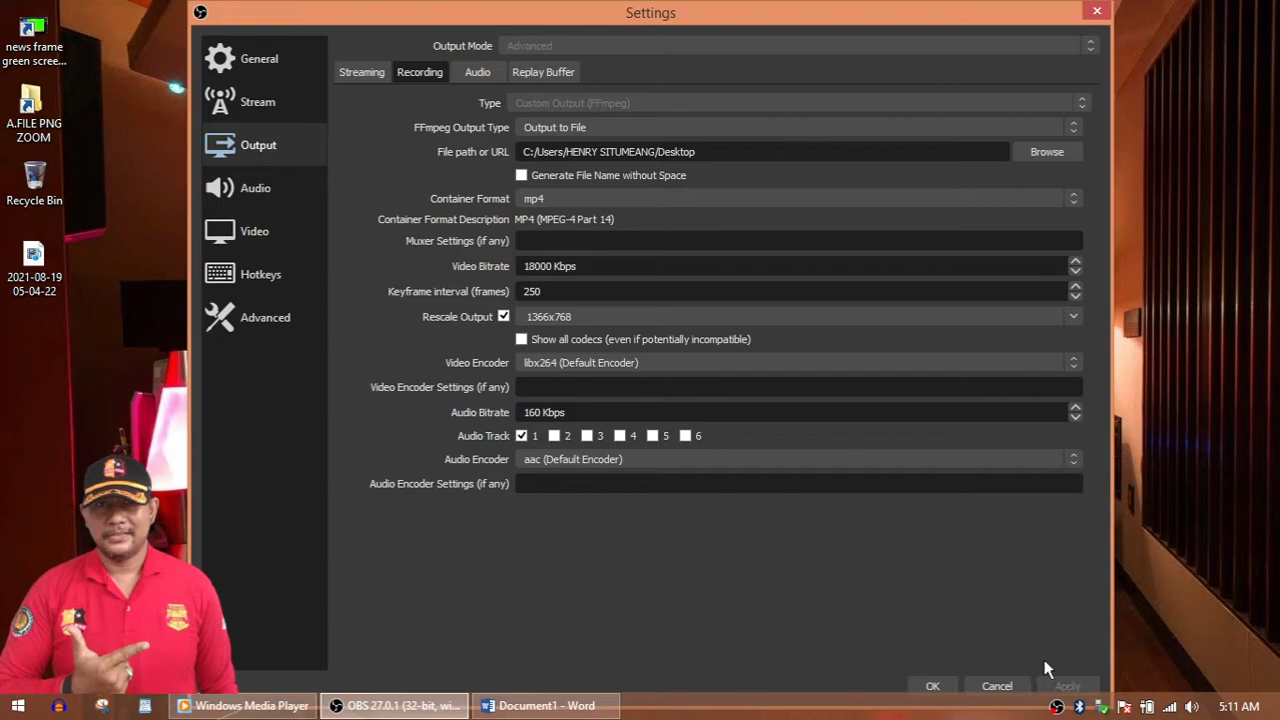 Settings
news frame
green scree...
A.FILE PNG
ZOOM
Recycle Bin
2021-08-19
05-04-22
General
Stream
Output
Audio
Video
Hotkeys
Advanced
Output Mode Advanced
Streaming Recording Audio Replay Buffer
Type Custom Output (FFmpeg)
FFmpeg Output Type Output to File
File path or URL C:/Users/HENRY SITUMEANG/Desktop Browse
Generate File Name without Space
Container Format mp4
Container Format Description MP4 (MPEG-4 Part 14)
Muxer Settings (if any)
Video Bitrate 18000 Kbps
Keyframe interval (frames) 250
Rescale Output 1366x768
Show all codecs (even if potentially incompatible)
Video Encoder libx264 (Default Encoder)
Video Encoder Settings (if any)
Audio Bitrate 160 Kbps
Audio Track 1 2 3 4 5 6
Audio Encoder aac (Default Encoder)
Audio Encoder Settings (if any)
OK Cancel Apply
Windows Media Player OBS 27.0.1 (32-bit, wi... Document1 - Word 5:11 AM